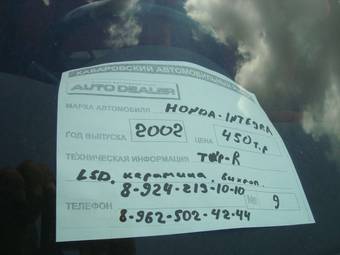 ХАБАРОВСКИЙ АВТОМОБИЛЬНЫЙ
AUTO DEALER
МАРКА АВТОМОБИЛЯ HONDA-INTEGRA
ГОД ВЫПУСКА 2002 ЦЕНА 450 т.р
ТЕХНИЧЕСКАЯ ИНФОРМАЦИЯ TYP-R
LSD. керамика. выхлоп.
8-924-219-10-10
ТЕЛЕФОН № 9
8-962-502-42-44